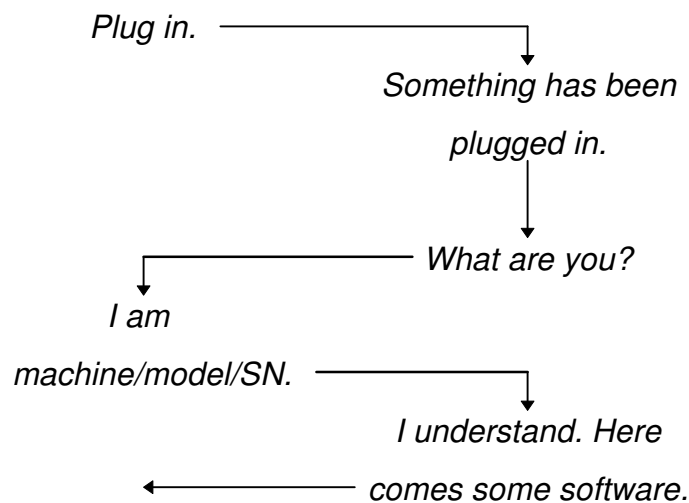 Plug in.
Something has been
plugged in.
What are you?
I am
machine/model/SN.
I understand. Here
comes some software.